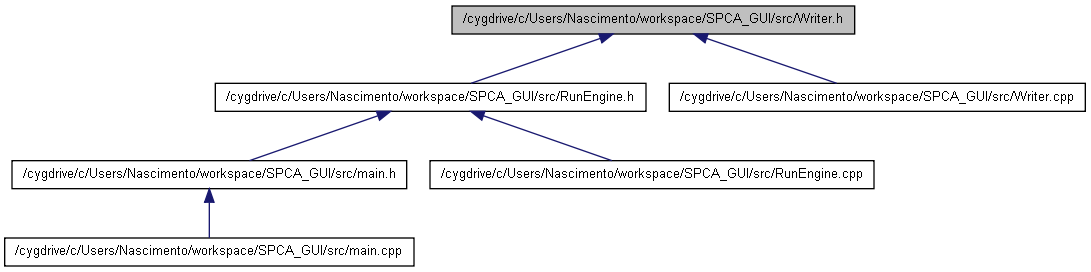 /cygdrive/c/Users/Nascimento/workspace/SPCA_GUI/src/Writer.h
/cygdrive/c/Users/Nascimento/workspace/SPCA_GUI/src/RunEngine.h
/cygdrive/c/Users/Nascimento/workspace/SPCA_GUI/src/Writer.cpp
/cygdrive/c/Users/Nascimento/workspace/SPCA_GUI/src/main.h
/cygdrive/c/Users/Nascimento/workspace/SPCA_GUI/src/RunEngine.cpp
/cygdrive/c/Users/Nascimento/workspace/SPCA_GUI/src/main.cpp